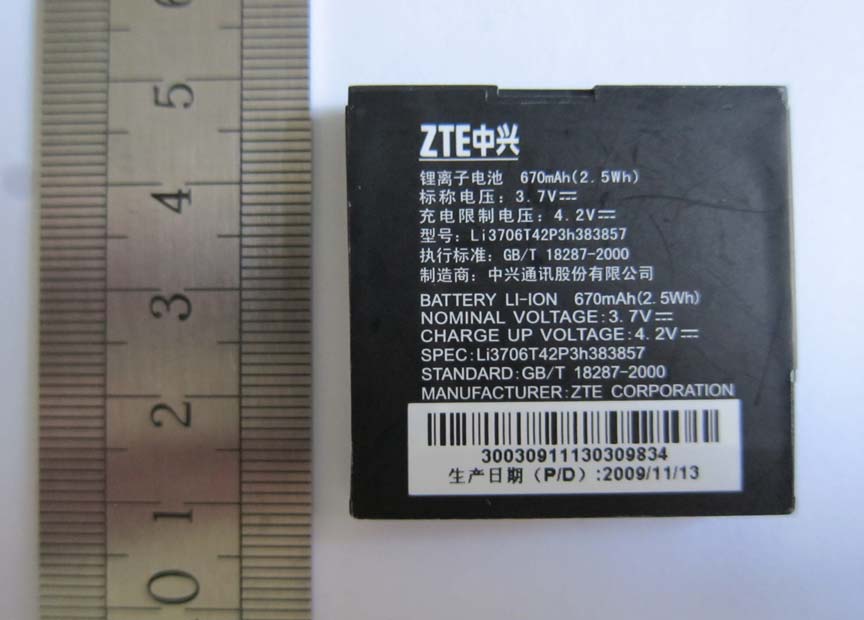 6
5
4
3
2
1
0
ZTE中兴
锂离子电池 670mAh(2.5Wh)
标称电压: 3.7V⎓
充电限制电压: 4.2V⎓
型号: Li3706T42P3h383857
执行标准: GB/T 18287-2000
制造商: 中兴通讯股份有限公司
BATTERY LI-ION 670mAh(2.5Wh)
NOMINAL VOLTAGE:3.7V⎓
CHARGE UP VOLTAGE:4.2V⎓
SPEC:Li3706T42P3h383857
STANDARD:GB/T 18287-2000
MANUFACTURER:ZTE CORPORATION
30030911130309834
生产日期 (P/D) :2009/11/13